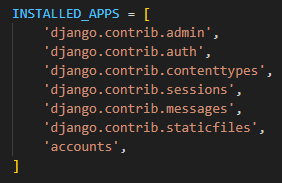 INSTALLED_APPS = [
    'django.contrib.admin',
    'django.contrib.auth',
    'django.contrib.contenttypes',
    'django.contrib.sessions',
    'django.contrib.messages',
    'django.contrib.staticfiles',
    'accounts',
]